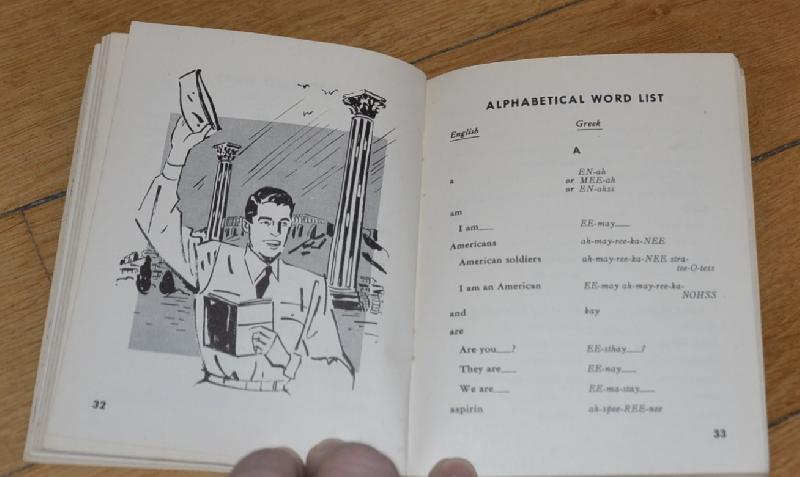 32
ALPHABETICAL WORD LIST
English Greek
A
EN-ah
a or MEE-ah
or EN-ahss
am
I am___ EE-may___
Americans ah-may-ree-ka-NEE
American soldiers ah-may-ree-ka-NEE stra-
tee-O-tess
I am an American EE-may ah-may-ree-ka-
NOHSS
and kay
are
Are you___? EE-sthay___?
They are___ EE-nay___
We are___ EE-ma-stay___
aspirin ah-spee-REE-nee
33